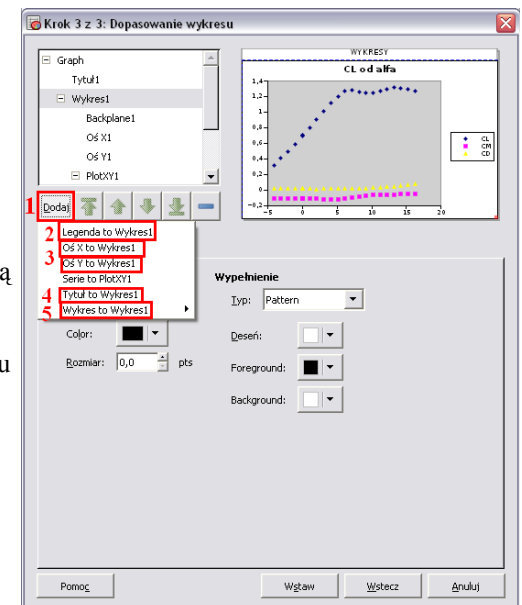 Krok 3 z 3: Dopasowanie wykresu
Graph
Tytuł1
Wykres1
Backplane1
Oś X1
Oś Y1
PlotXY1
WYKRESY
CL od alfa
1,4
1,2
1
0,8
0,6
0,4
0,2
0
-0,2
-5 0 5 10 15 20
CL
CM
CD
1 Dodaj
2 Legenda to Wykres1
3 Oś X to Wykres1
Oś Y to Wykres1
Serie to PlotXY1
4 Tytuł to Wykres1
5 Wykres to Wykres1
ą
u
Wypełnienie
Typ: Pattern
Color:
Deseń:
Rozmiar: 0,0 pts
Foreground:
Background:
Pomoc
Wstaw
Wstecz
Anuluj